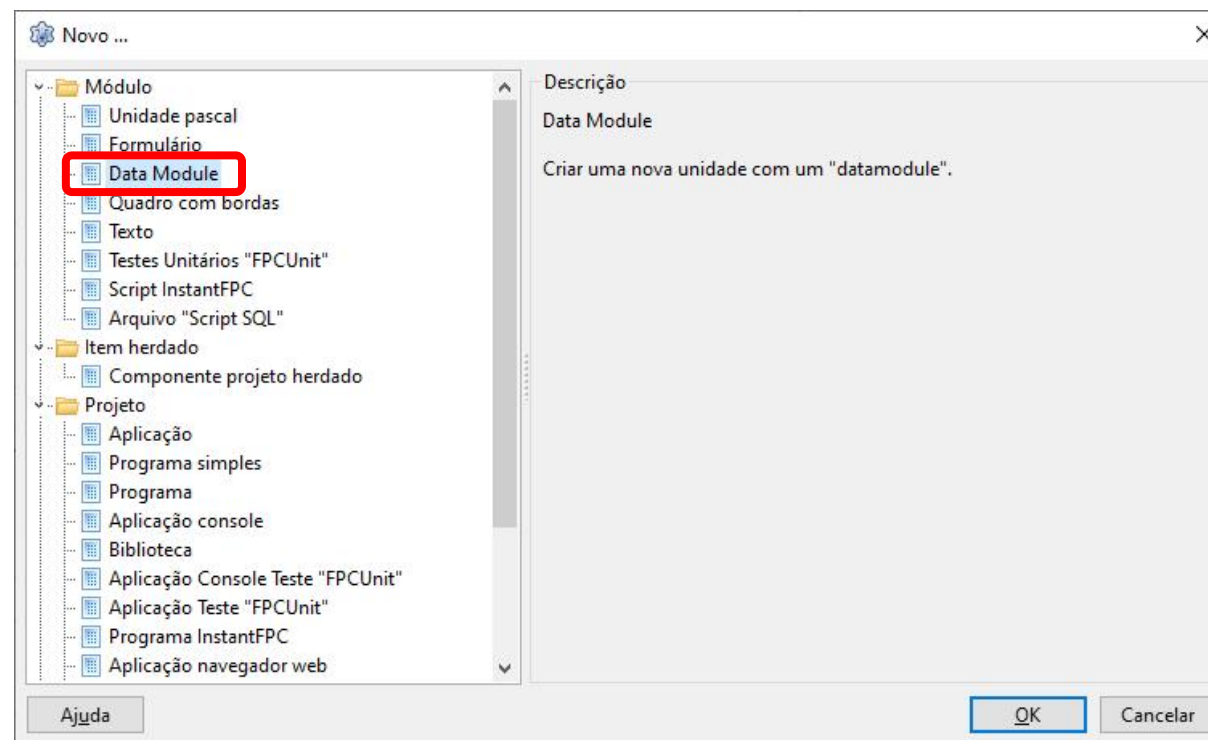 Novo ...
Módulo
Unidade pascal
Formulário
Data Module
Quadro com bordas
Texto
Testes Unitários "FPCUnit"
Script InstantFPC
Arquivo "Script SQL"
Item herdado
Componente projeto herdado
Projeto
Aplicação
Programa simples
Programa
Aplicação console
Biblioteca
Aplicação Console Teste "FPCUnit"
Aplicação Teste "FPCUnit"
Programa InstantFPC
Aplicação navegador web
Descrição
Data Module
Criar uma nova unidade com um "datamodule".
Ajuda
OK
Cancelar